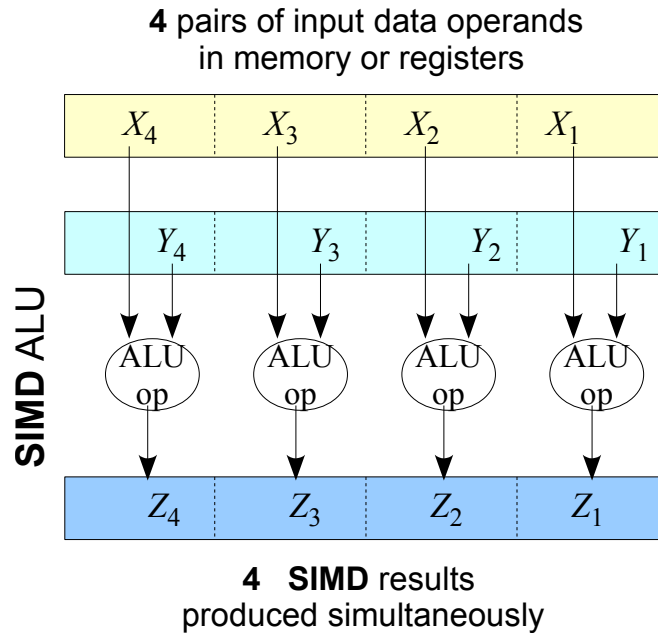 4 pairs of input data operands
in memory or registers
X4 X3 X2 X1
Y4 Y3 Y2 Y1
SIMD ALU
ALU op ALU op ALU op ALU op
Z4 Z3 Z2 Z1
4 SIMD results
produced simultaneously